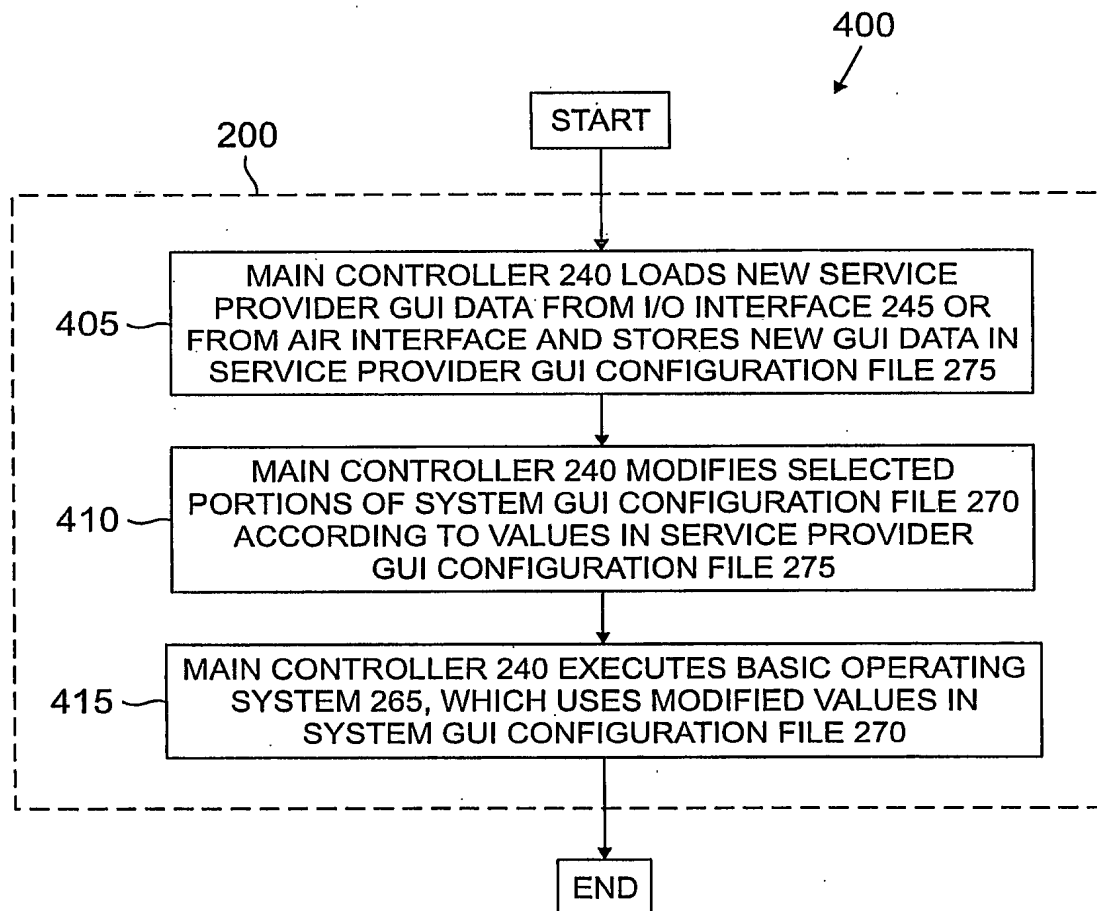 400
START
200
405
MAIN CONTROLLER 240 LOADS NEW SERVICE
PROVIDER GUI DATA FROM I/O INTERFACE 245 OR
FROM AIR INTERFACE AND STORES NEW GUI DATA IN
SERVICE PROVIDER GUI CONFIGURATION FILE 275
410
MAIN CONTROLLER 240 MODIFIES SELECTED
PORTIONS OF SYSTEM GUI CONFIGURATION FILE 270
ACCORDING TO VALUES IN SERVICE PROVIDER
GUI CONFIGURATION FILE 275
415
MAIN CONTROLLER 240 EXECUTES BASIC OPERATING
SYSTEM 265, WHICH USES MODIFIED VALUES IN
SYSTEM GUI CONFIGURATION FILE 270
END